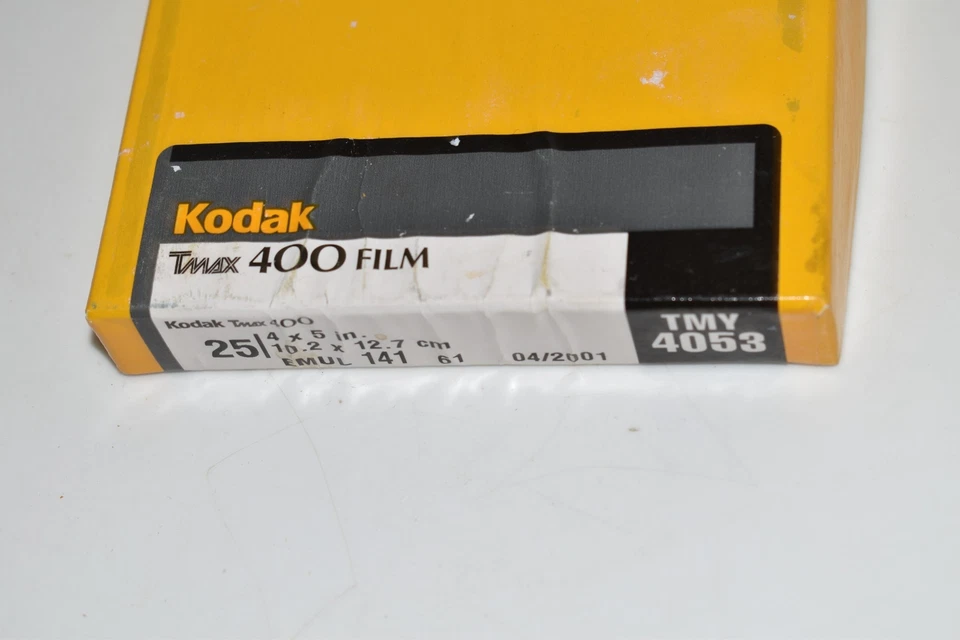 Kodak
TMAX 400 FILM
Kodak Tmax 400
25 4 x 5 in.
10.2 x 12.7 cm
EMUL 141 61 04/2001
TMY
4053